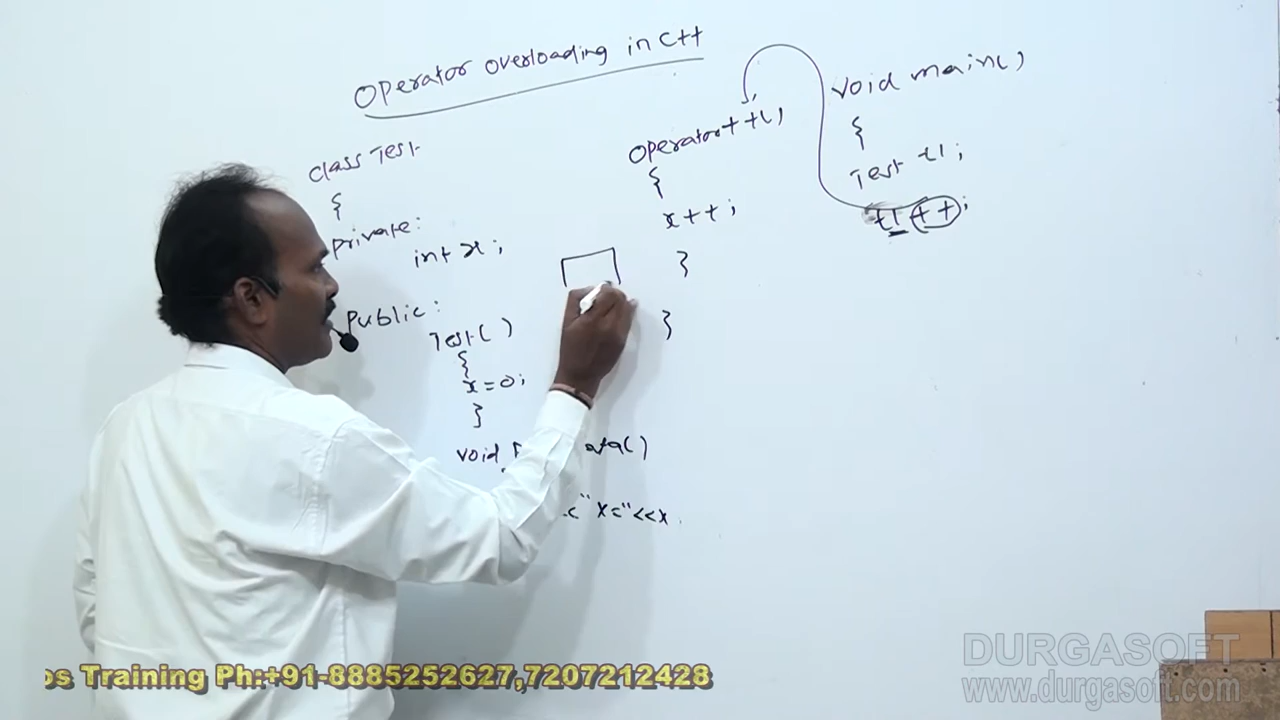 Operator overloading in C++
class Test
{
private:
int x;
public:
Test()
{
x=0;
}
void
"x="<<x
operator++()
{
x++;
}
}
void main()
{
Test t1;
t1++;
os Training Ph:+91-8885252627,7207212428
DURGASOFT
www.durgasoft.com